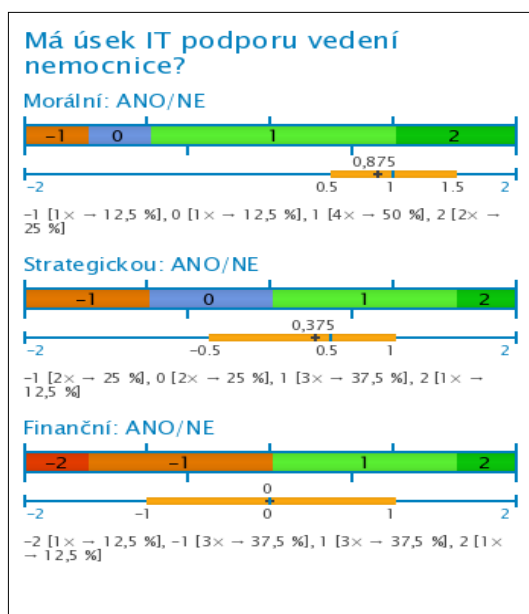 Má úsek IT podporu vedení
nemocnice?
Morální: ANO/NE
-1 0 1 2
0,875
-2 0.5 1 1.5 2
-1 [1× → 12,5 %], 0 [1× → 12,5 %], 1 [4× → 50 %], 2 [2× →
25 %]
Strategickou: ANO/NE
-1 0 1 2
0,375
-2 -0.5 0.5 1 2
-1 [2× → 25 %], 0 [2× → 25 %], 1 [3× → 37,5 %], 2 [1× →
12,5%]
Finanční: ANO/NE
-2 -1 1 2
0
-2 -1 0 1 2
-2 [1× → 12,5 %], -1 [3× → 37,5 %], 1 [3× → 37,5 %], 2 [1×
→ 12,5%]